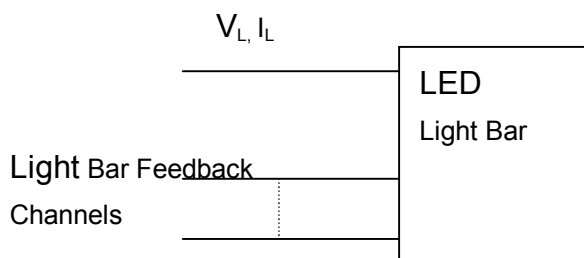 VL, IL
LED
Light Bar
Light Bar Feedback
Channels